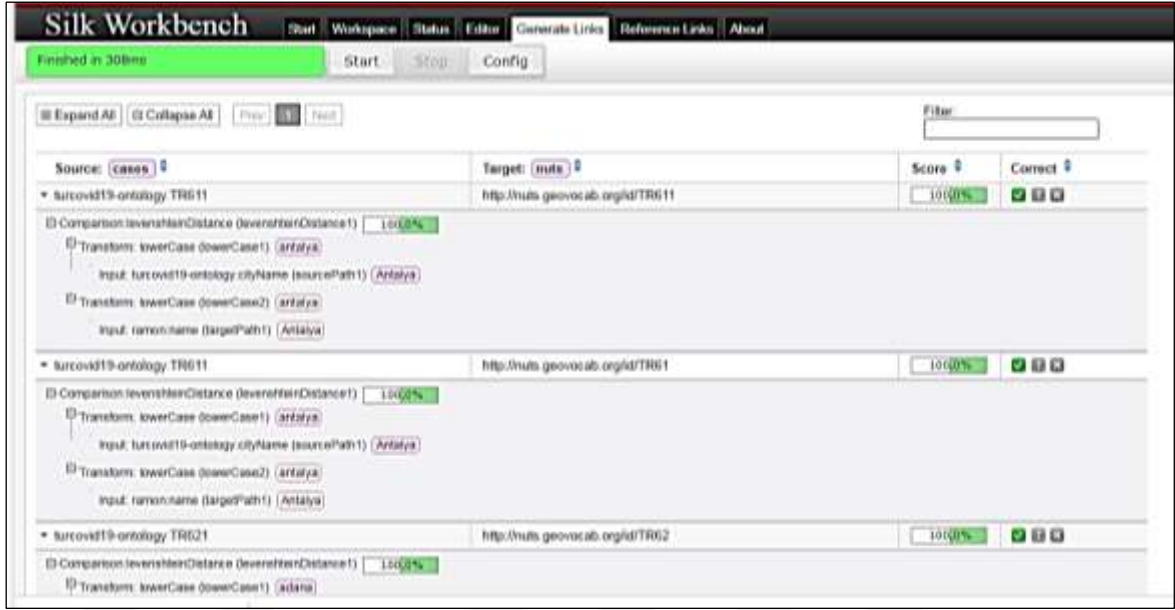 Silk Workbench Start Workspace Status Editor Generate Links Reference Links About
Finished in 308ms Start Stop Config
Expand All Collapse All Prev 1 Next Filter:
Source: cases Target: nuts Score Correct
turcovid19-ontology:TR611 http://nuts.geovocab.org/id/TR611 100,0%
Comparison: levenshteinDistance (levenshteinDistance1) 100,0%
Transform: lowerCase (lowerCase1) antalya
Input: turcovid19-ontology:cityName (sourcePath1) Antalya
Transform: lowerCase (lowerCase2) antalya
Input: ramon:name (targetPath1) Antalya
turcovid19-ontology:TR611 http://nuts.geovocab.org/id/TR61 100,0%
Comparison: levenshteinDistance (levenshteinDistance1) 100,0%
Transform: lowerCase (lowerCase1) antalya
Input: turcovid19-ontology:cityName (sourcePath1) Antalya
Transform: lowerCase (lowerCase2) antalya
Input: ramon:name (targetPath1) Antalya
turcovid19-ontology:TR621 http://nuts.geovocab.org/id/TR62 100,0%
Comparison: levenshteinDistance (levenshteinDistance1) 100,0%
Transform: lowerCase (lowerCase1) adana